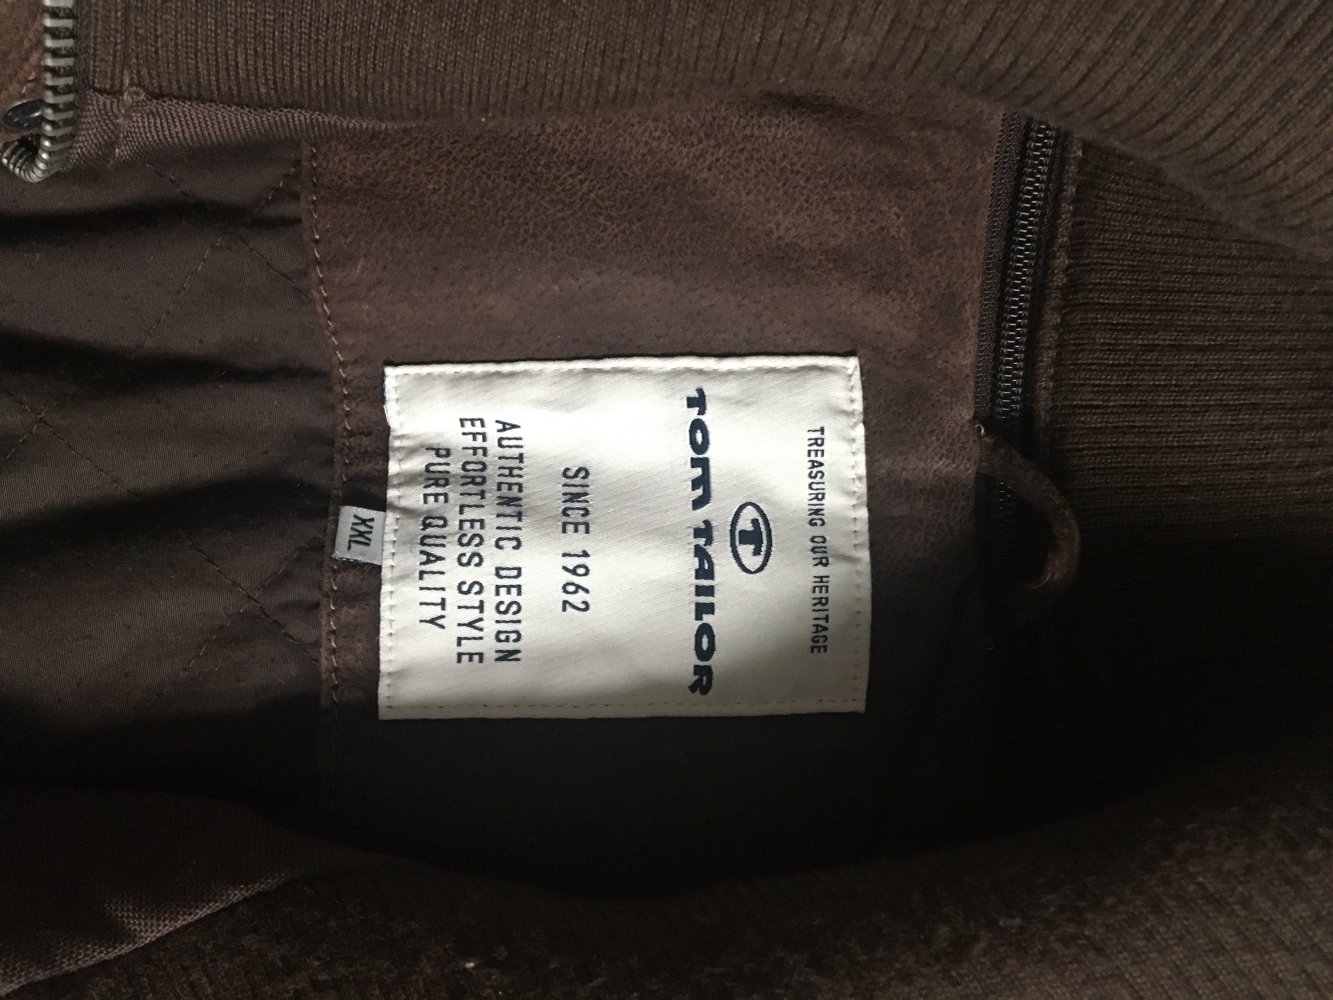 TREASURING OUR HERITAGE
T
TOM TAILOR
SINCE 1962
AUTHENTIC DESIGN
EFFORTLESS STYLE
PURE QUALITY
XXL